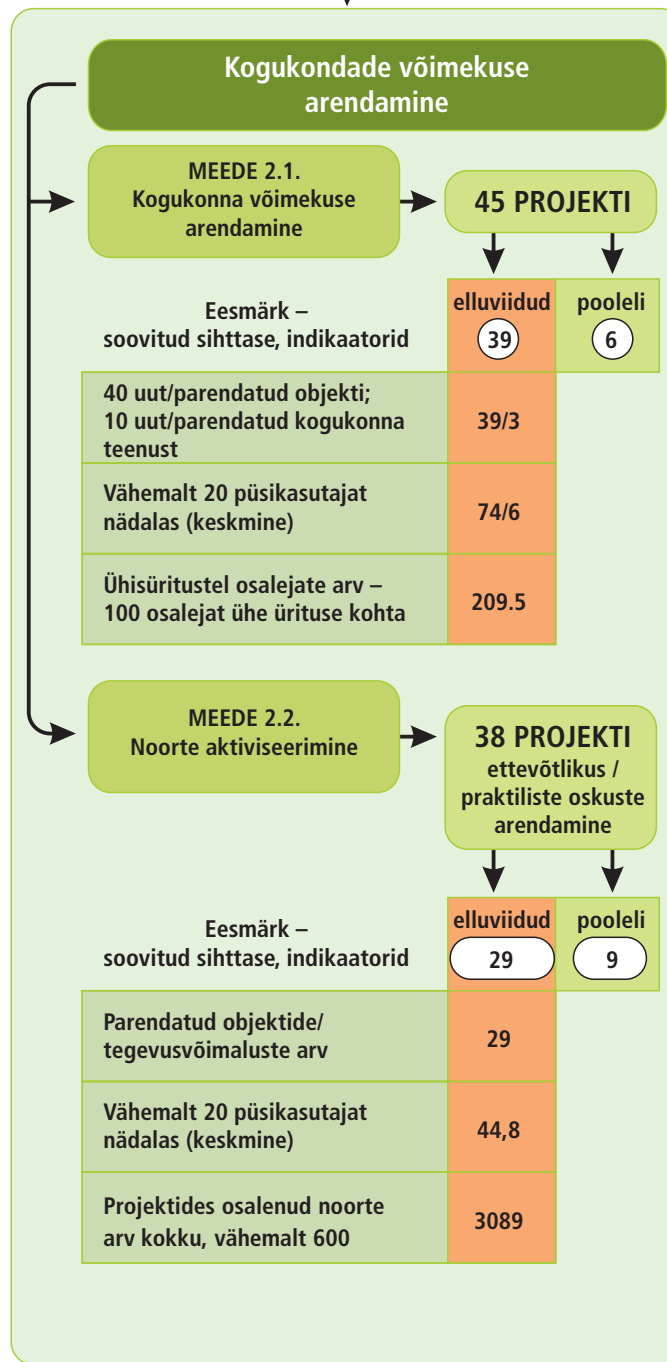 Kogukondade võimekuse
arendamine
MEEDE 2.1.
Kogukonna võimekuse
arendamine
45 PROJEKTI
Eesmärk –
soovitud sihttase, indikaatorid
elluviidud
39
pooleli
6
40 uut/parendatud objekti;
10 uut/parendatud kogukonna
teenust
39/3
Vähemalt 20 püsikasutajat
nädalas (keskmine)
74/6
Ühisüritustel osalejate arv –
100 osalejat ühe ürituse kohta
209.5
MEEDE 2.2.
Noorte aktiviseerimine
38 PROJEKTI
ettevõtlikus /
praktiliste oskuste
arendamine
Eesmärk –
soovitud sihttase, indikaatorid
elluviidud
29
pooleli
9
Parendatud objektide/
tegevusvõimaluste arv
29
Vähemalt 20 püsikasutajat
nädalas (keskmine)
44,8
Projektides osalenud noorte
arv kokku, vähemalt 600
3089